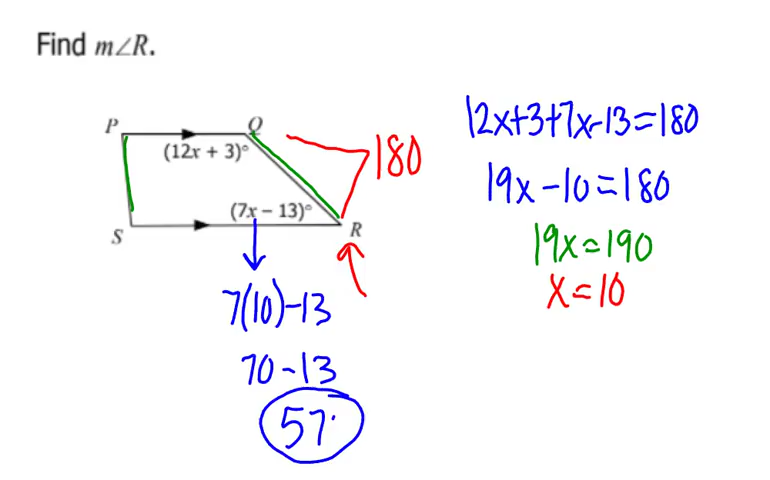 Find m∠R.
P
Q
(12x + 3)°
180
(7x − 13)°
S
R
7(10)-13
70-13
57°
12x+3+7x-13=180
19x-10=180
19x=190
x=10